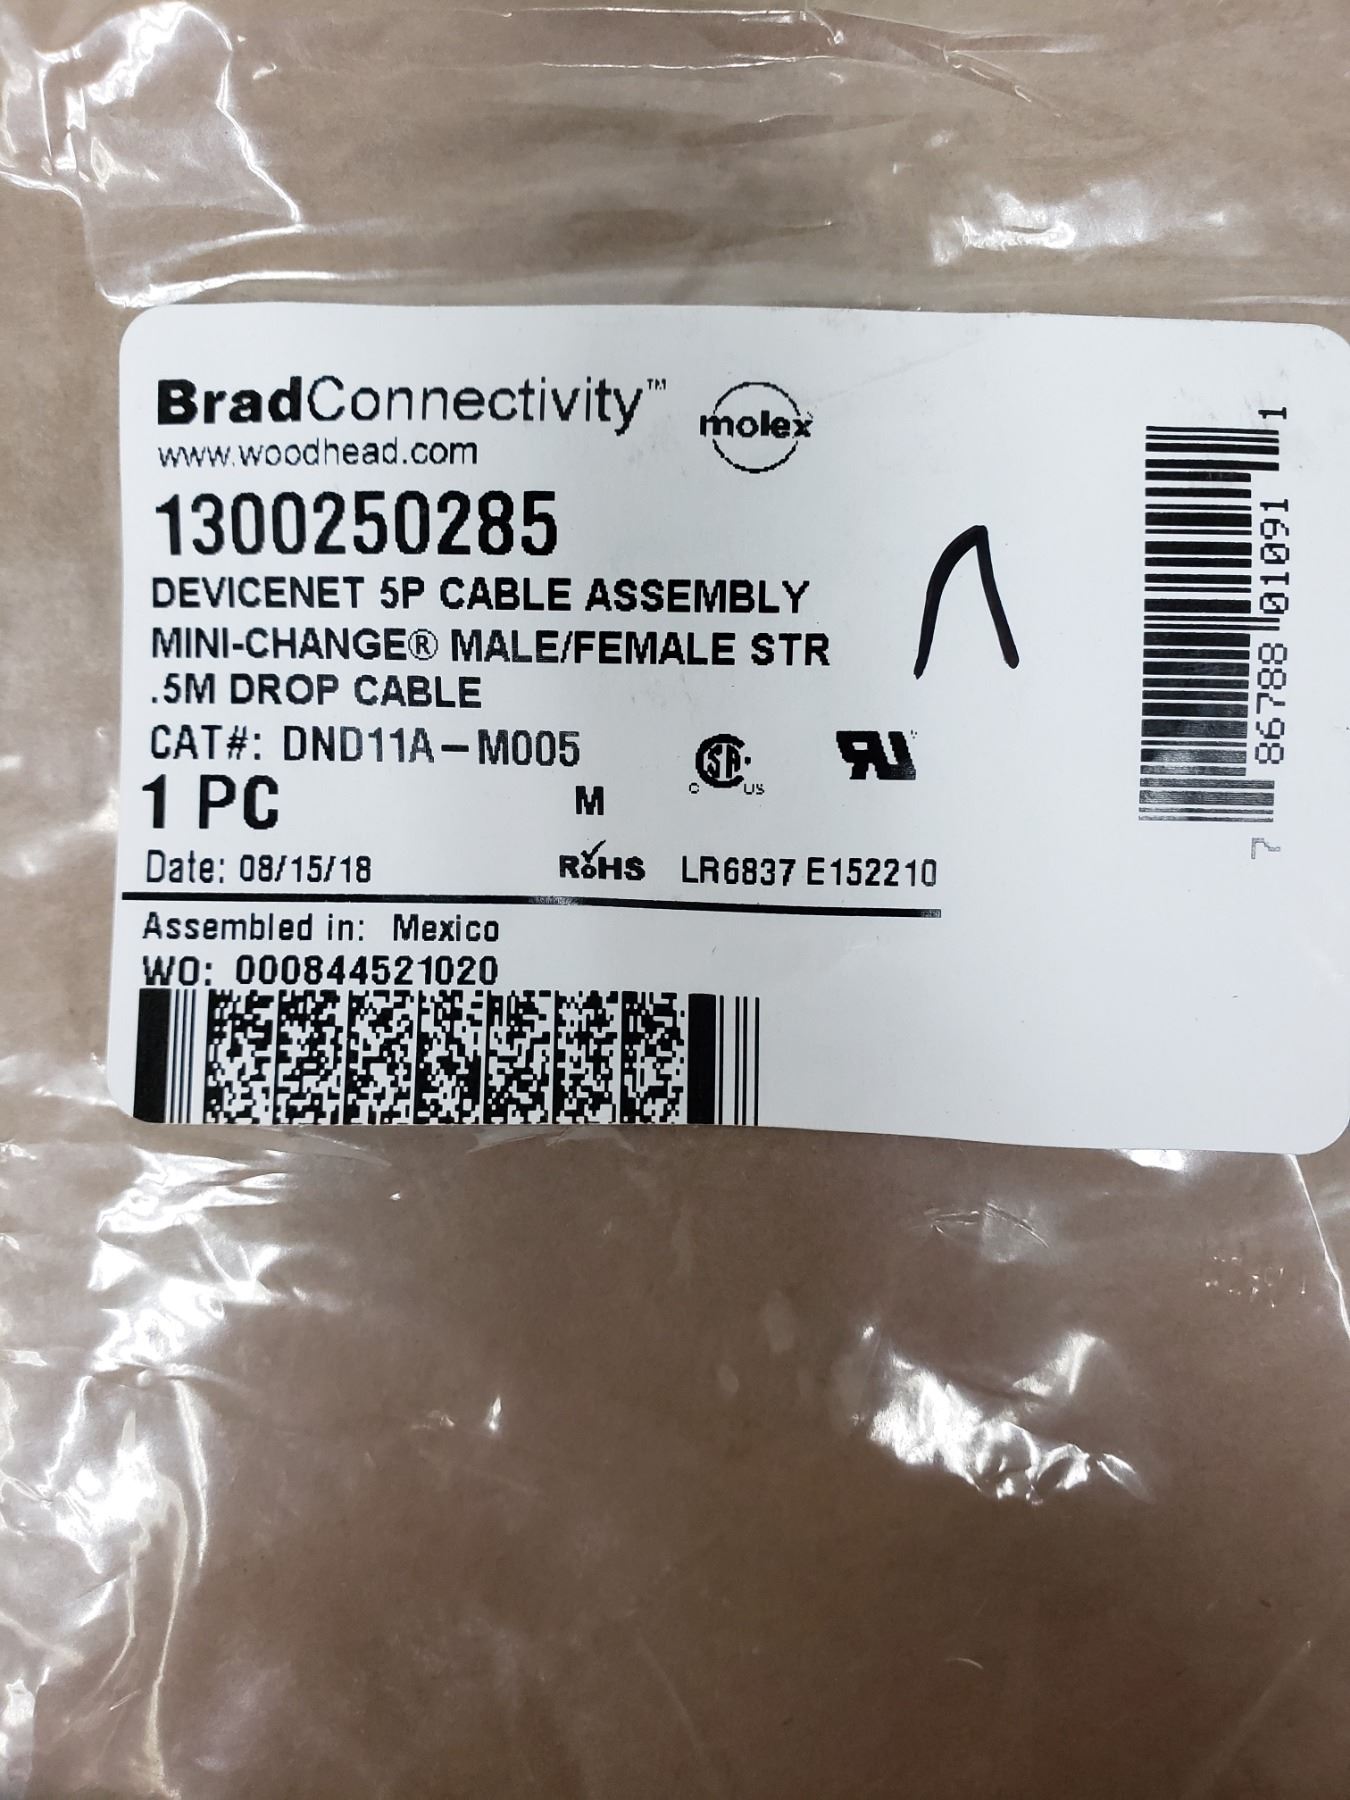 BradConnectivity™
molex
www.woodhead.com
1300250285
DEVICENET 5P CABLE ASSEMBLY
MINI-CHANGE® MALE/FEMALE STR
.5M DROP CABLE
CAT#: DND11A-M005
1 PC
M
C US
Date: 08/15/18
RoHS
LR6837 E152210
Assembled in: Mexico
WO: 000844521020
7 86788 01091 1